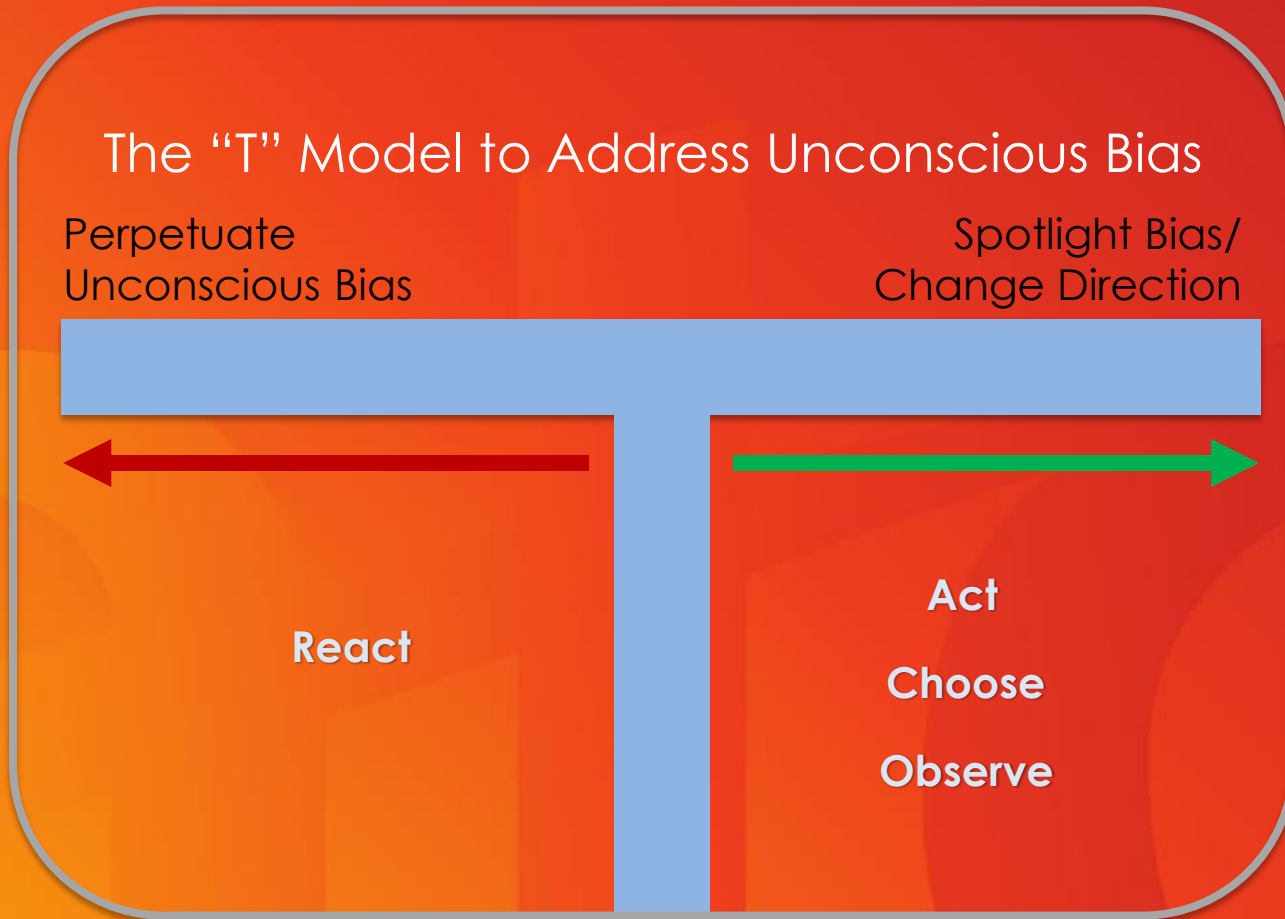 The “T” Model to Address Unconscious Bias
Perpetuate
Unconscious Bias
Spotlight Bias/
Change Direction
React
Act
Choose
Observe